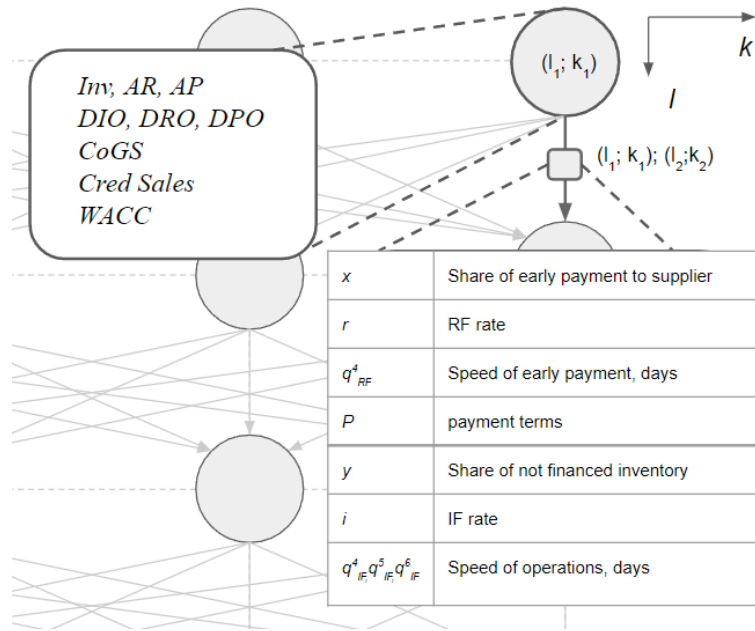 (l₁; k₁)
k
l
Inv, AR, AP
DIO, DRO, DPO
CoGS
Cred Sales
WACC
(l₁; k₁); (l₂;k₂)
x Share of early payment to supplier
r RF rate
q⁴RF Speed of early payment, days
P payment terms
y Share of not financed inventory
i IF rate
q⁴IF,q⁵IF,q⁶IF Speed of operations, days